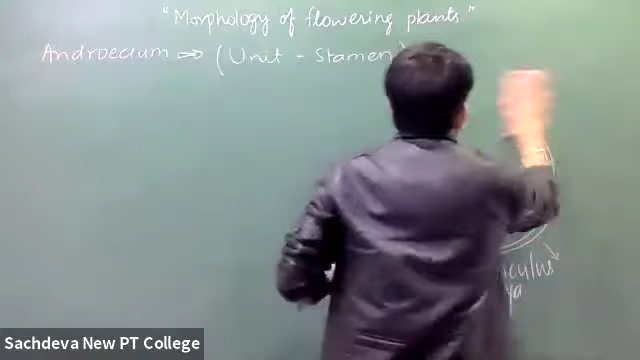 "Morphology of flowering plants"
Androecium ⇒ (Unit - Stamen)
Sachdeva New PT College